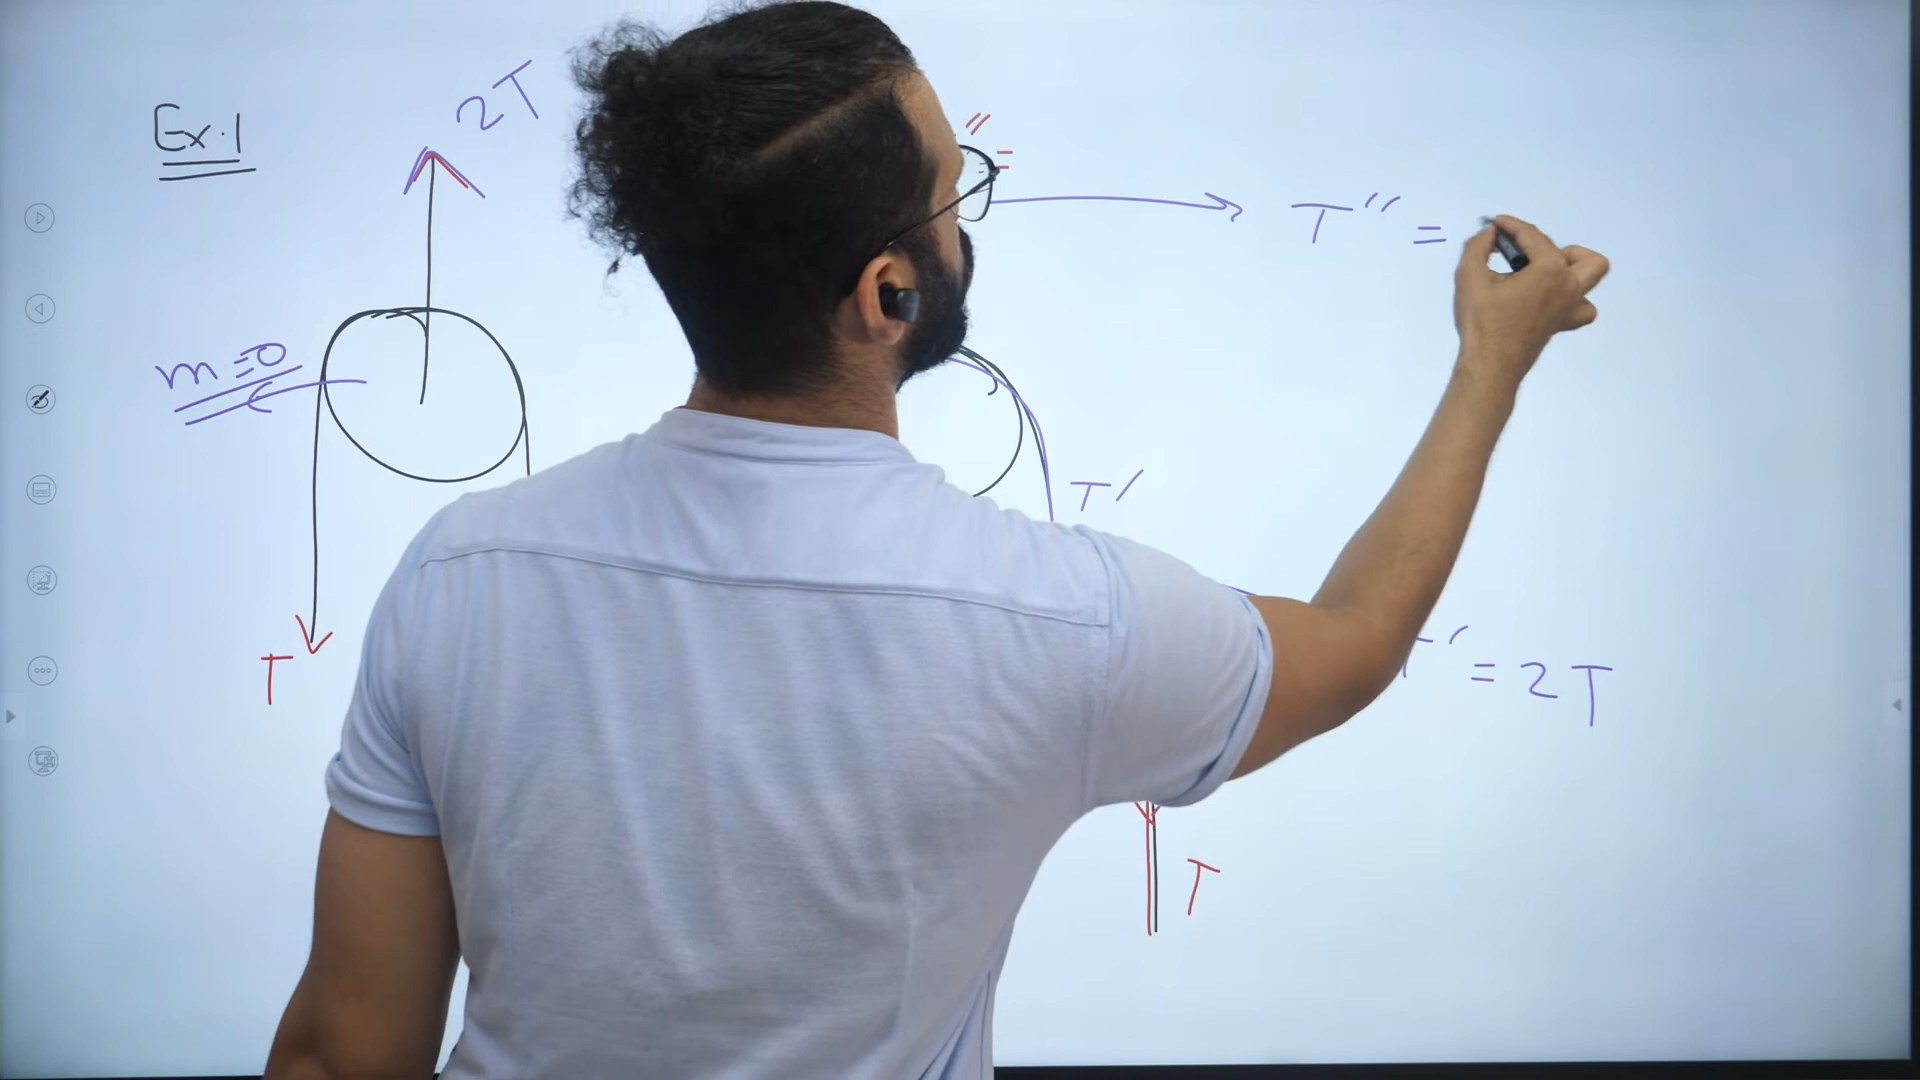 Ex.1
2T
m=0
T
T'' =
T'
T' = 2T
T